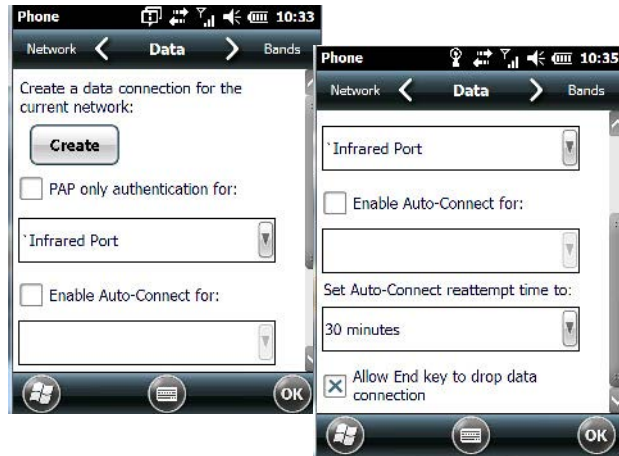 Phone 10:33
Network Data Bands
Create a data connection for the
current network:
Create
PAP only authentication for:
`Infrared Port
Enable Auto-Connect for:
OK
Phone 10:35
Network Data Bands
`Infrared Port
Enable Auto-Connect for:
Set Auto-Connect reattempt time to:
30 minutes
Allow End key to drop data
connection
OK